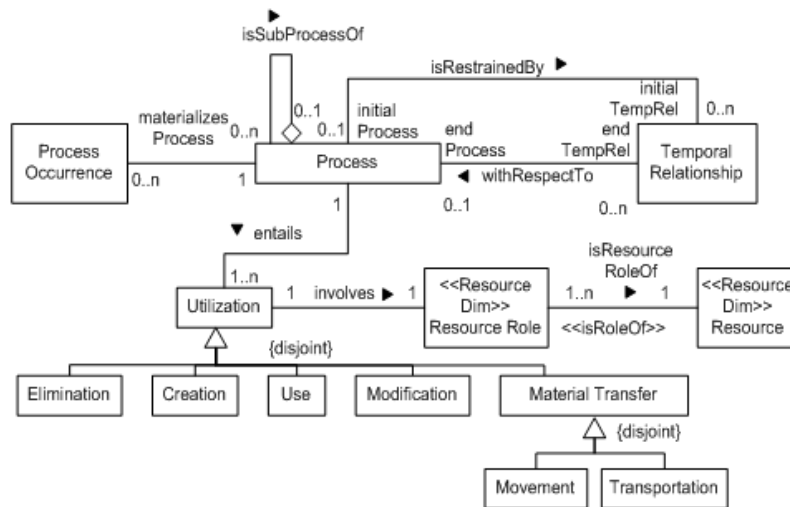 isSubProcessOf
isRestrainedBy
materializes
Process
0..n
0..1
0..1
initial
Process
initial
TempRel
0..n
Process
Occurrence
0..n
1
Process
end
Process
end
TempRel
withRespectTo
0..1
0..n
Temporal
Relationship
1
entails
1..n
Utilization
1
involves
1
<<Resource
Dim>>
Resource Role
isResource
RoleOf
1..n
1
<<isRoleOf>>
<<Resource
Dim>>
Resource
{disjoint}
Elimination
Creation
Use
Modification
Material Transfer
{disjoint}
Movement
Transportation